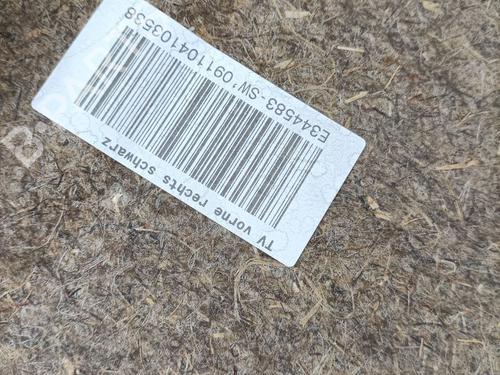 TV vorne rechts schwarz
E344583-SW' 091104103538